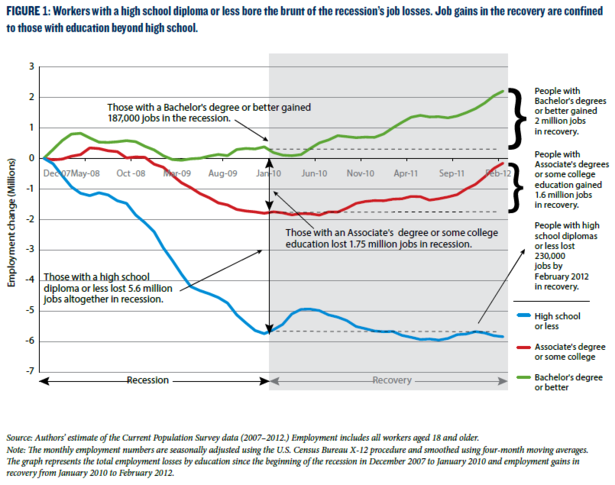 FIGURE 1: Workers with a high school diploma or less bore the brunt of the recession's job losses. Job gains in the recovery are confined
to those with education beyond high school.
Employment change (Millions)
3
2
1
0
-1
-2
-3
-4
-5
-6
-7
Dec-07
May-08
Oct-08
Mar-09
Aug-09
Jan-10
Jun-10
Nov-10
Apr-11
Sep-11
Feb-12
Those with a Bachelor's degree or better gained
187,000 jobs in the recession.
Those with an Associate's degree or some college
education lost 1.75 million jobs in recession.
Those with a high school
diploma or less lost 5.6 million
jobs altogether in recession.
Recession
Recovery
People with
Bachelor's degrees
or better gained
2 million jobs
in recovery.
People with
Associate's degrees
or some college
education gained
1.6 million jobs
in recovery.
People with high
school diplomas
or less lost
230,000
jobs by
February 2012
in recovery.
High school
or less
Associate's degree
or some college
Bachelor's degree
or better
Source: Authors' estimate of the Current Population Survey data (2007–2012.) Employment includes all workers aged 18 and older.
Note: The monthly employment numbers are seasonally adjusted using the U.S. Census Bureau X-12 procedure and smoothed using four-month moving averages.
The graph represents the total employment losses by education since the beginning of the recession in December 2007 to January 2010 and employment gains in
recovery from January 2010 to February 2012.